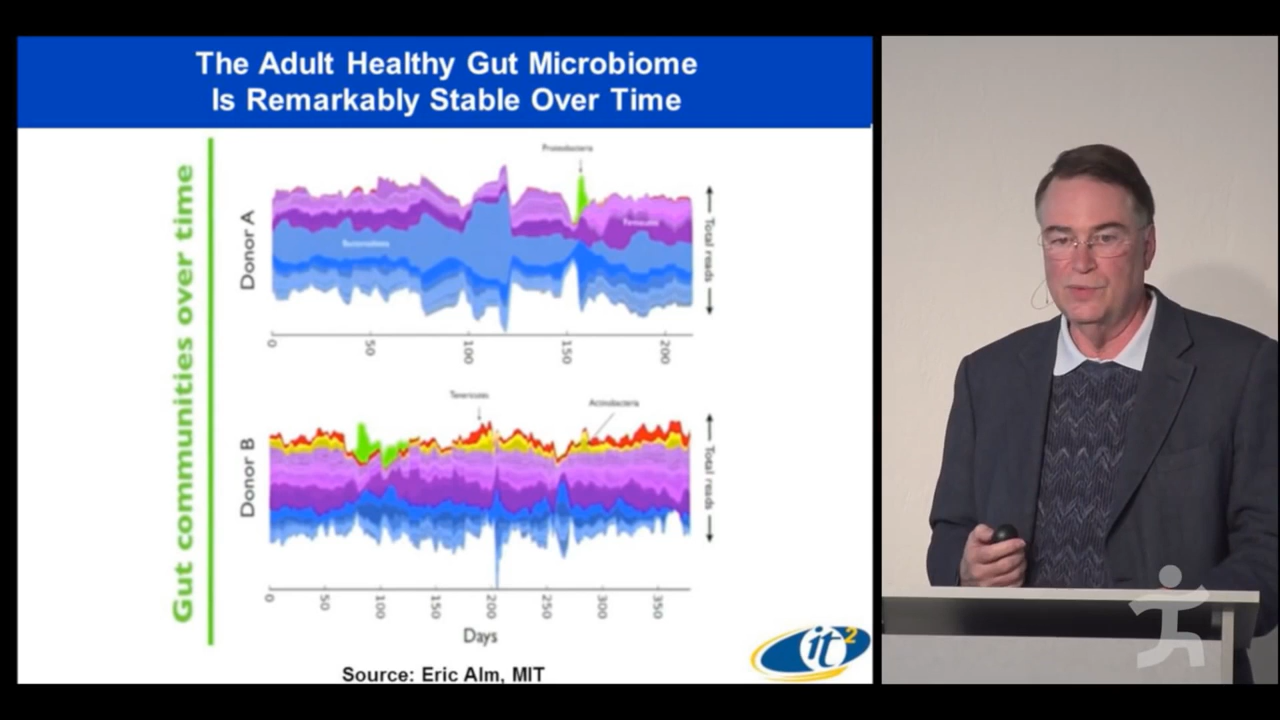 The Adult Healthy Gut Microbiome
Is Remarkably Stable Over Time
Gut communities over time
Donor A
Proteobacteria
Bacteroidetes
Firmicutes
Total reads
0
50
100
150
200
Donor B
Tenericutes
Actinobacteria
Total reads
0
50
100
150
200
250
300
350
Days
Source: Eric Alm, MIT
it2